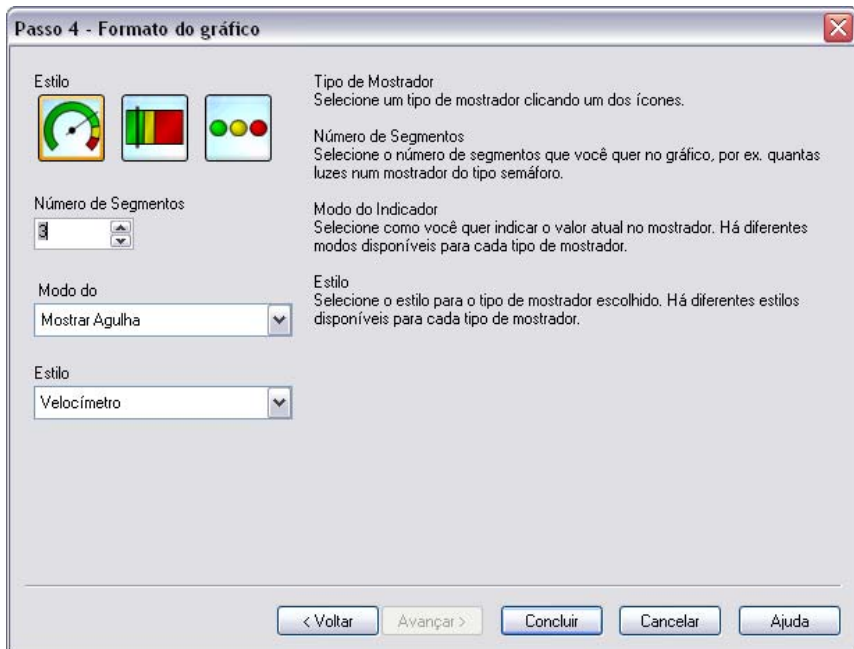 Passo 4 - Formato do gráfico
Estilo
Número de Segmentos
3
Modo do
Mostrar Agulha
Estilo
Velocímetro
Tipo de Mostrador
Selecione um tipo de mostrador clicando um dos ícones.
Número de Segmentos
Selecione o número de segmentos que você quer no gráfico, por ex. quantas
luzes num mostrador do tipo semáforo.
Modo do Indicador
Selecione como você quer indicar o valor atual no mostrador. Há diferentes
modos disponíveis para cada tipo de mostrador.
Estilo
Selecione o estilo para o tipo de mostrador escolhido. Há diferentes estilos
disponíveis para cada tipo de mostrador.
< Voltar
Avançar >
Concluir
Cancelar
Ajuda